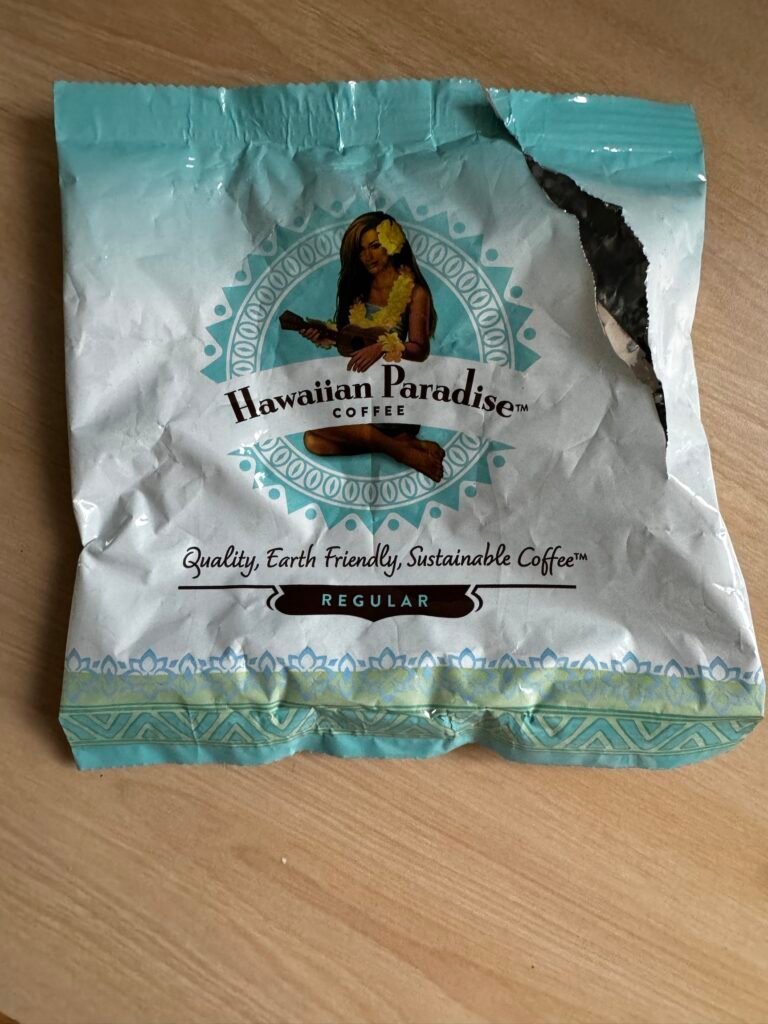 Hawaiian Paradise™
COFFEE
Quality, Earth Friendly, Sustainable Coffee™
REGULAR